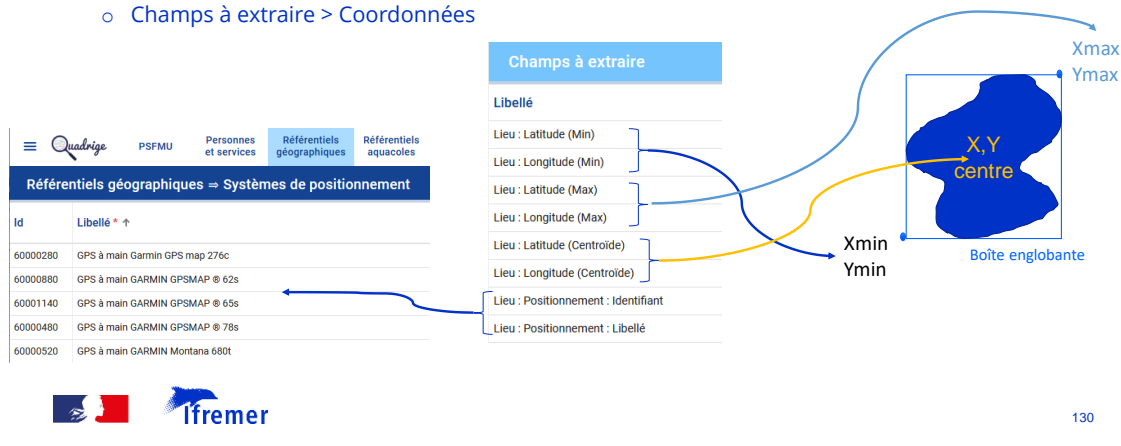 ○ Champs à extraire > Coordonnées
Quadrige
PSFMU
Personnes
et services
Référentiels
géographiques
Référentiels
aquacoles
Référentiels géographiques ⇒ Systèmes de positionnement
Id Libellé * ↑
60000280 GPS à main Garmin GPS map 276c
60000880 GPS à main GARMIN GPSMAP ® 62s
60001140 GPS à main GARMIN GPSMAP ® 65s
60000480 GPS à main GARMIN GPSMAP ® 78s
60000520 GPS à main GARMIN Montana 680t
Champs à extraire
Libellé
Lieu : Latitude (Min)
Lieu : Longitude (Min)
Lieu : Latitude (Max)
Lieu : Longitude (Max)
Lieu : Latitude (Centroïde)
Lieu : Longitude (Centroïde)
Lieu : Positionnement : Identifiant
Lieu : Positionnement : Libellé
Xmax
Ymax
X,Y
centre
Xmin
Ymin
Boîte englobante
Ifremer
130